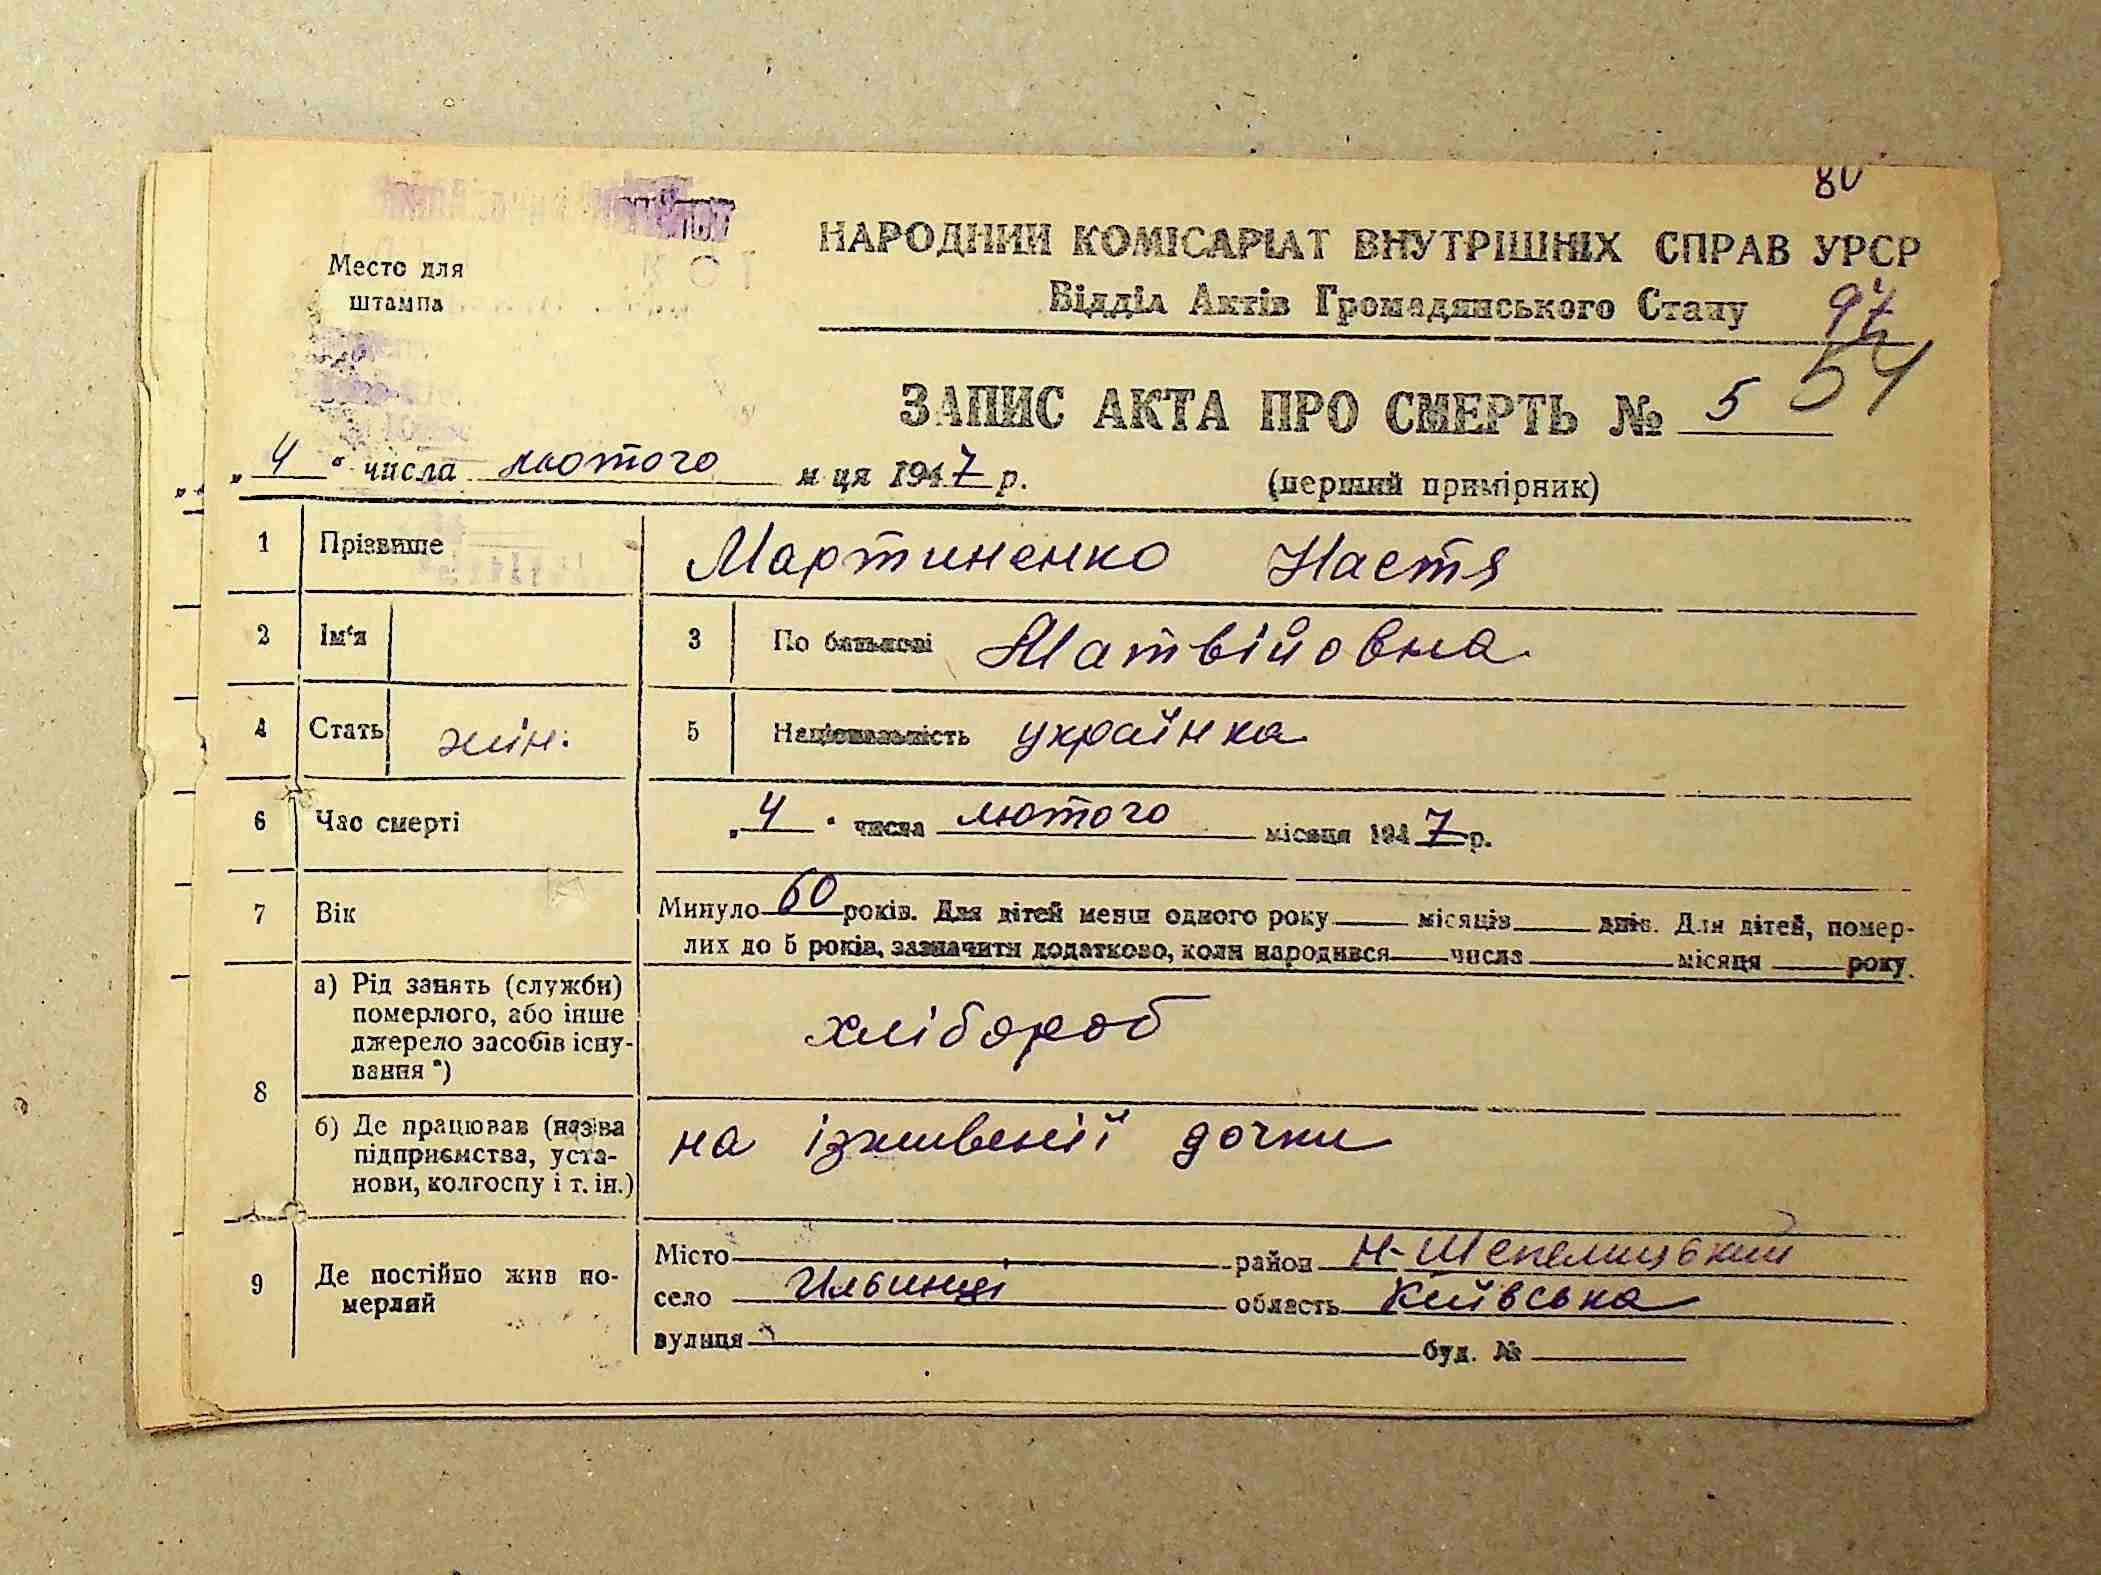 80
Место для
штампа
НАРОДНИЙ КОМІСАРІАТ ВНУТРІШНІХ СПРАВ УРСР
Відділ Актів Громадянського Стану
97
54
ЗАПИС АКТА ПРО СМЕРТЬ № 5
„4“ числа лютого м ця 1947 р. (перший примірник)
1 Прізвище Мартиненко Настя
2 Ім‘я 3 По батькові Матвійовна
4 Стать жін. 5 Національність українка
6 Час смерті „4“ числа лютого місяця 1947 р.
7 Вік Минуло 60 років. Для дітей менш одного року місяців днів. Для дітей, помер-
лих до 5 років, зазначити додатково, коли народився числа місяця року.
8 а) Рід занять (служби)
померлого, або інше
джерело засобів існу-
вання *)
хлібороб
б) Де працював (назва
підприємства, уста-
нови, колгоспу і т. ін.)
на іживенії дочки
9 Де постійно жив по-
мерлий
Місто район Н-Шепелицький
село Ильинці область Київська
вулиця буд. №